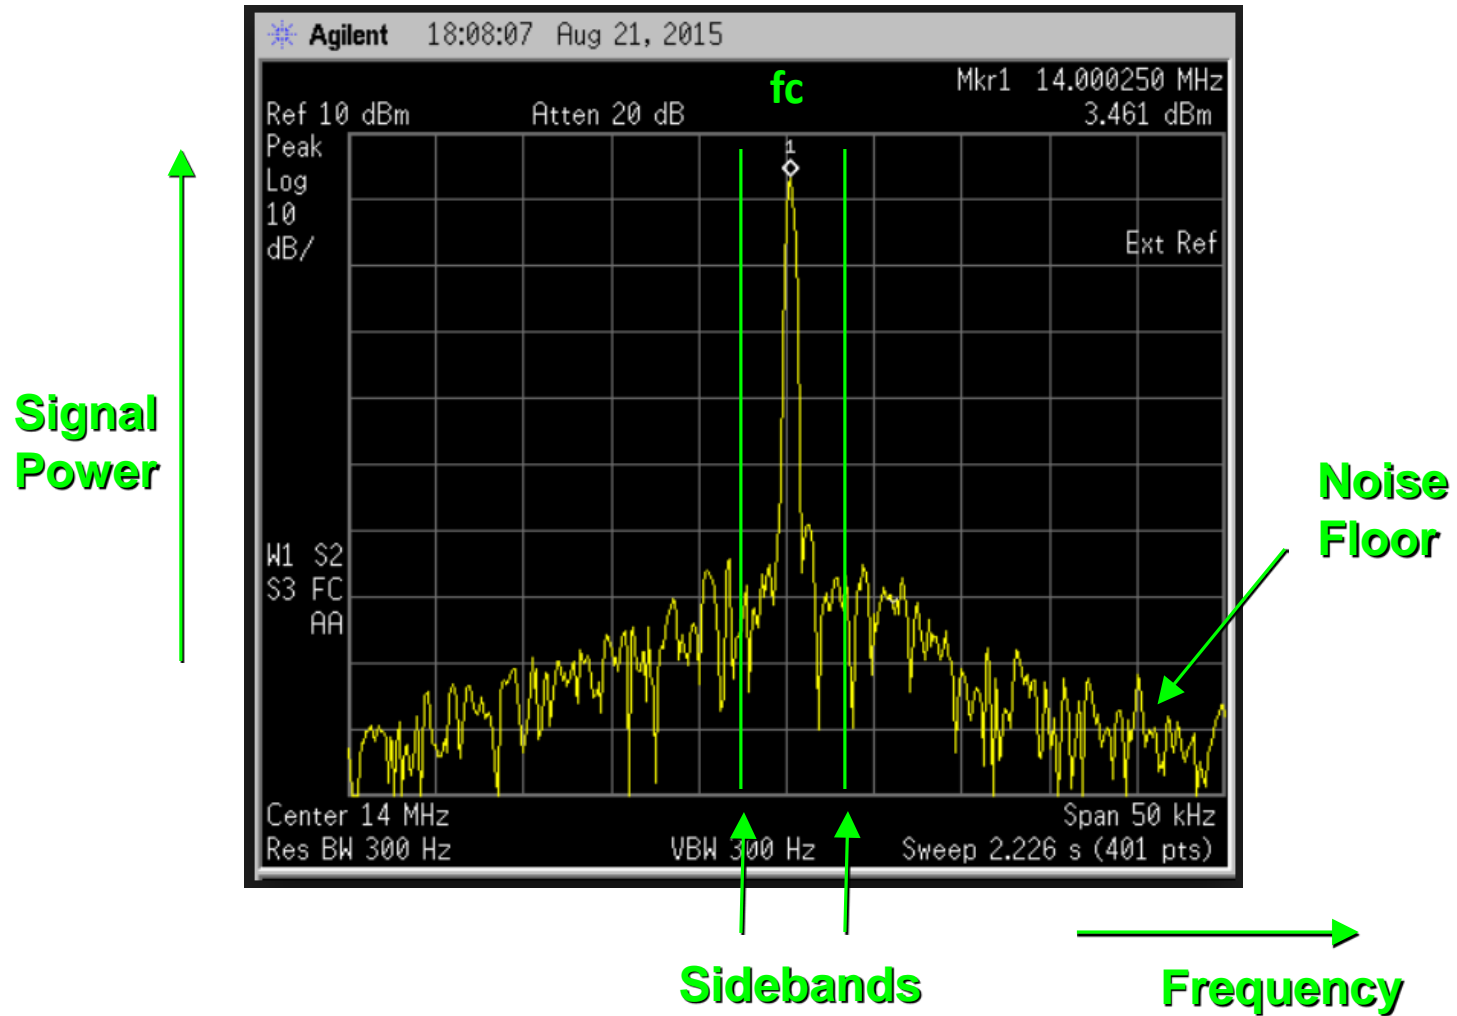 Agilent 18:08:07 Aug 21, 2015
fc
Mkr1 14.000250 MHz
Ref 10 dBm Atten 20 dB 3.461 dBm
Peak
Log
10
dB/
1
Ext Ref
Signal
Power
Noise
Floor
W1 S2
S3 FC
AA
Center 14 MHz Span 50 kHz
Res BW 300 Hz VBW 300 Hz Sweep 2.226 s (401 pts)
Sidebands
Frequency